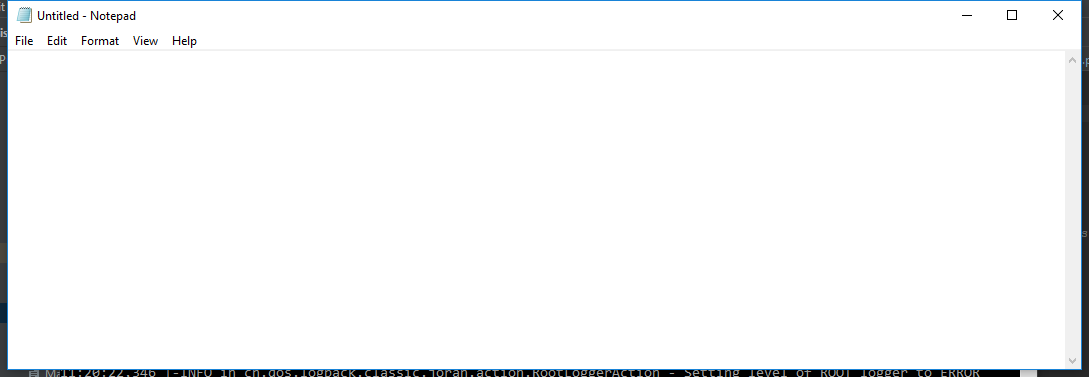 Untitled - Notepad
File Edit Format View Help
11:20:22.346 |-INFO in ch.qos.logback.classic.joran.action.RootLoggerAction - Setting level of ROOT logger to ERROR